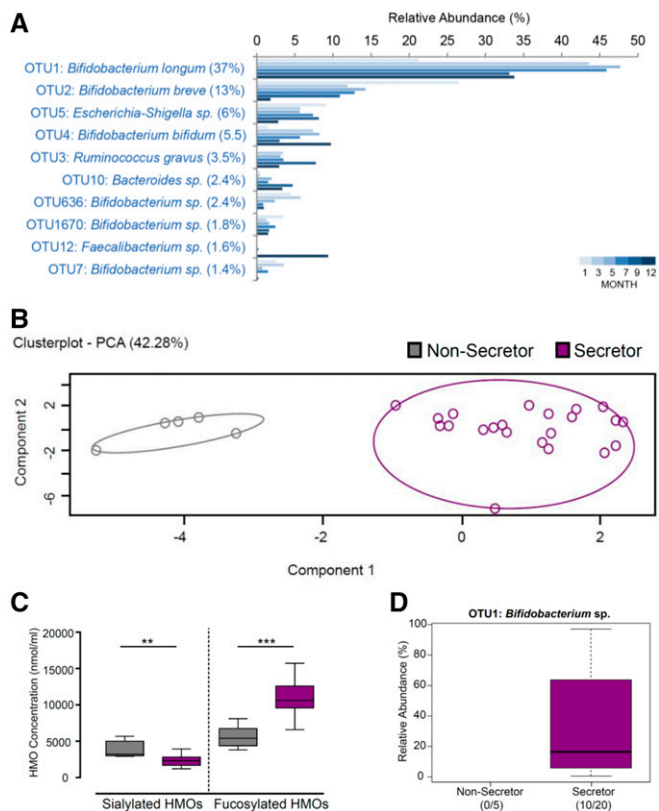 A
Relative Abundance (%)
0 5 10 15 20 25 30 35 40 45 50
OTU1: Bifidobacterium longum (37%)
OTU2: Bifidobacterium breve (13%)
OTU5: Escherichia-Shigella sp. (6%)
OTU4: Bifidobacterium bifidum (5.5)
OTU3: Ruminococcus gravus (3.5%)
OTU10: Bacteroides sp. (2.4%)
OTU636: Bifidobacterium sp. (2.4%)
OTU1670: Bifidobacterium sp. (1.8%)
OTU12: Faecalibacterium sp. (1.6%)
OTU7: Bifidobacterium sp. (1.4%)
1 3 5 7 9 12
MONTH
B
Clusterplot - PCA (42.28%)
Non-Secretor Secretor
Component 2
2
-2
-6
-4 -2 0 2
Component 1
C
HMO Concentration (nmol/ml)
20000
15000
10000
5000
0
** ***
Sialylated HMOs Fucosylated HMOs
D
OTU1: Bifidobacterium sp.
Relative Abundance (%)
100
80
60
40
20
0
Non-Secretor Secretor
(0/5) (10/20)